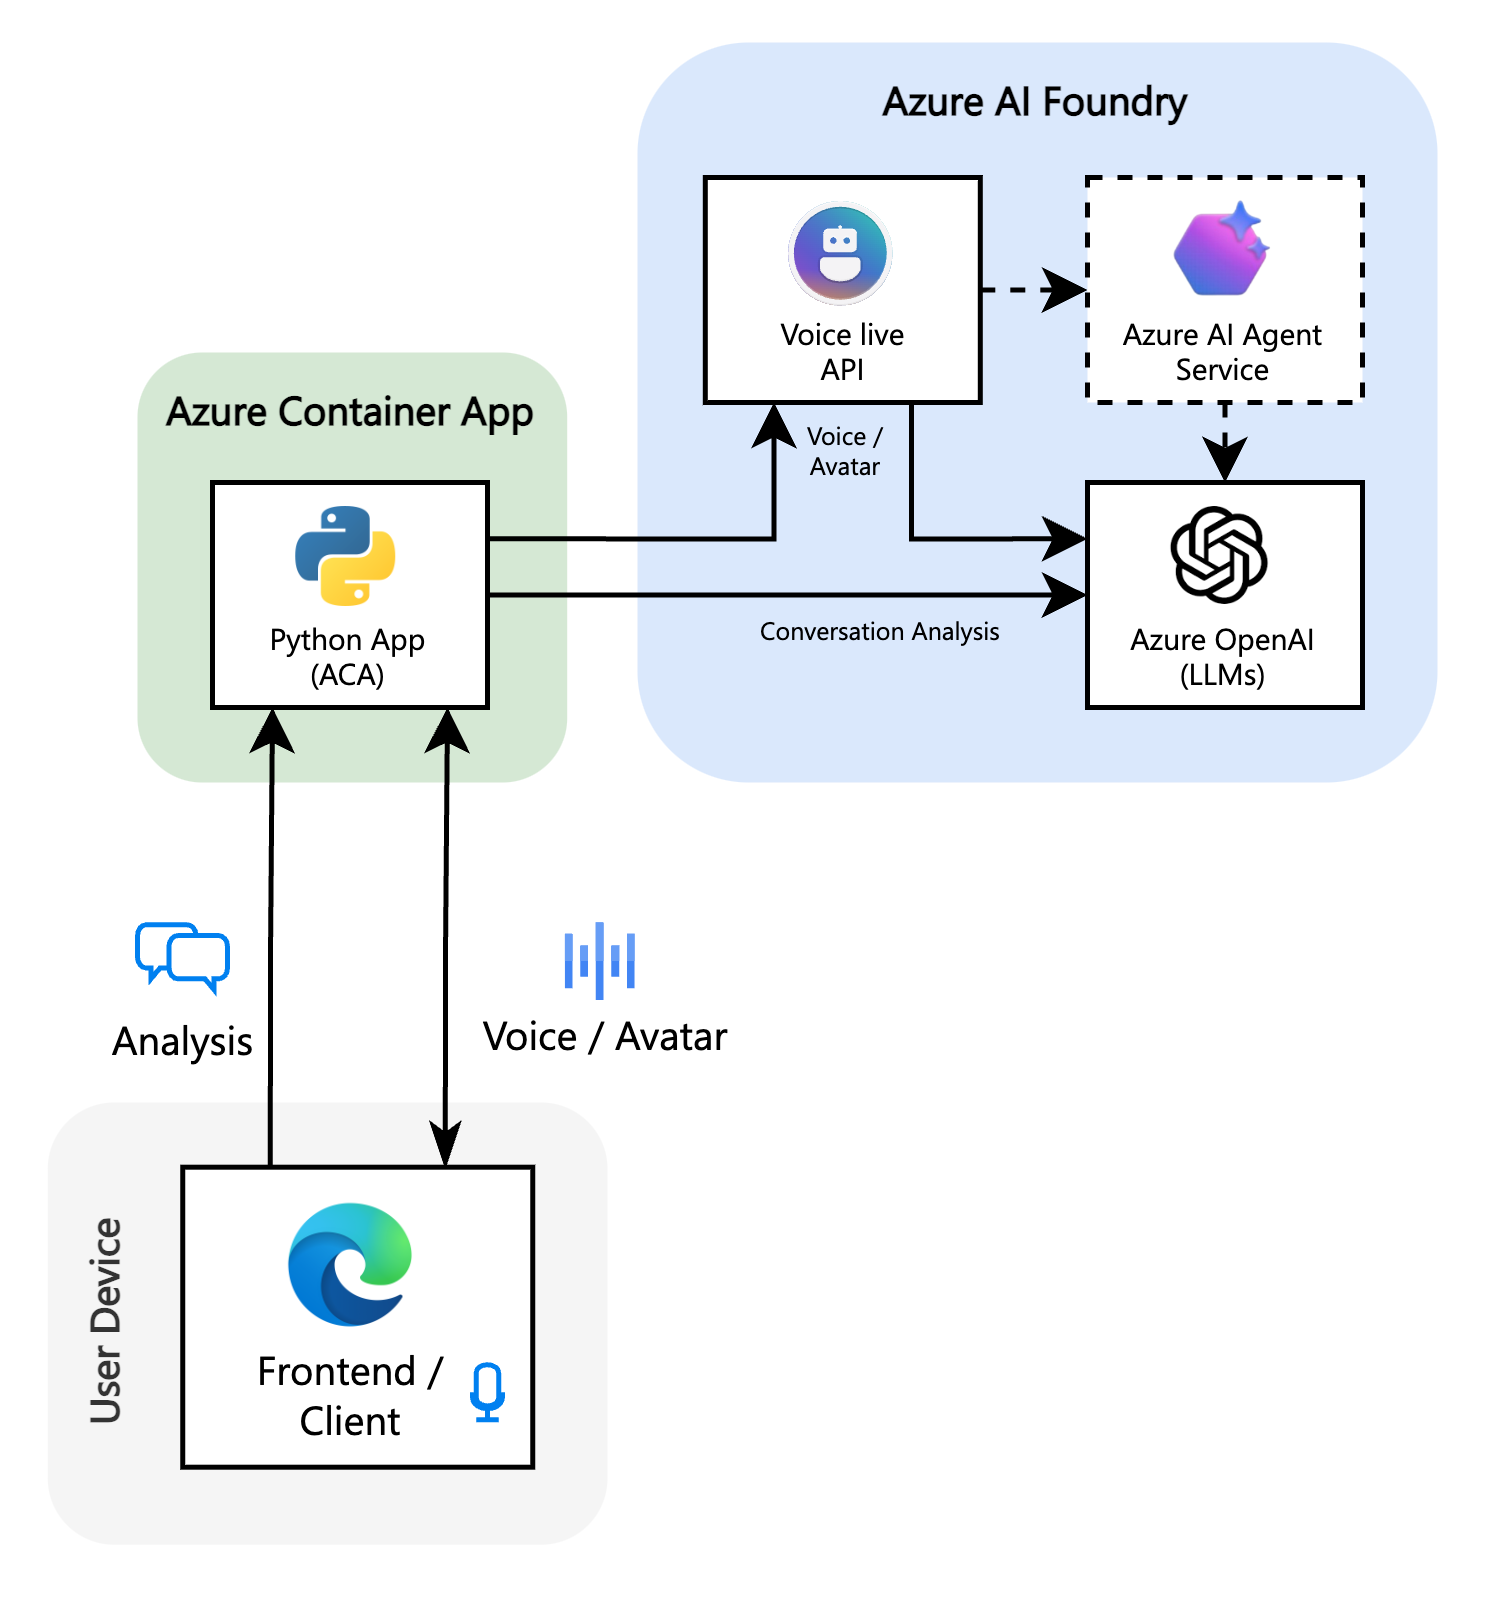 Azure AI Foundry
Voice live
API
Azure AI Agent
Service
Azure Container App
Voice /
Avatar
Python App
(ACA)
Conversation Analysis
Azure OpenAI
(LLMs)
Analysis
Voice / Avatar
User Device
Frontend /
Client